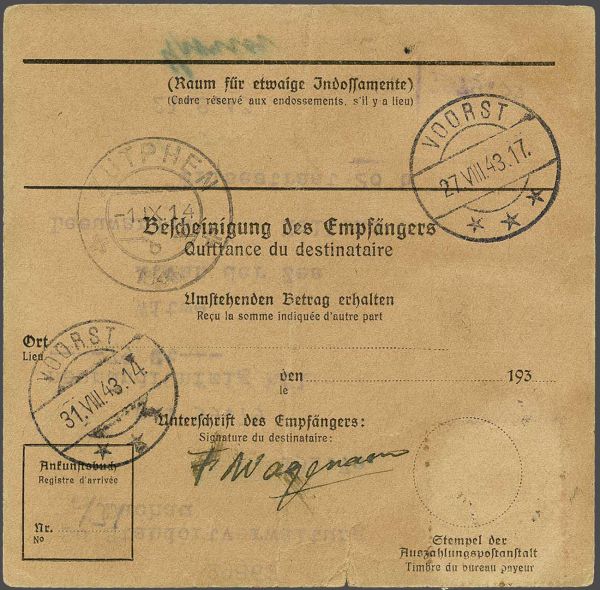 (Raum für etwaige Indossamente)
(Cadre réservé aux endossements, s'il y a lieu)
VOORST
27.VIII.43.17.
ZUTPHEN
-1.IX.14
6
Bescheinigung des Empfängers
Quittance du destinataire
Umstehenden Betrag erhalten
Reçu la somme indiquée d'autre part
Ort
Lieu
VOORST
31.VIII.43.14.
den 193
le
Unterschrift des Empfängers:
Signature du destinataire:
F Wagenaar
Ankunftsbuch
Registre d'arrivée
Nr.
No
Stempel der
Auszahlungspostanstalt
Timbre du bureau payeur